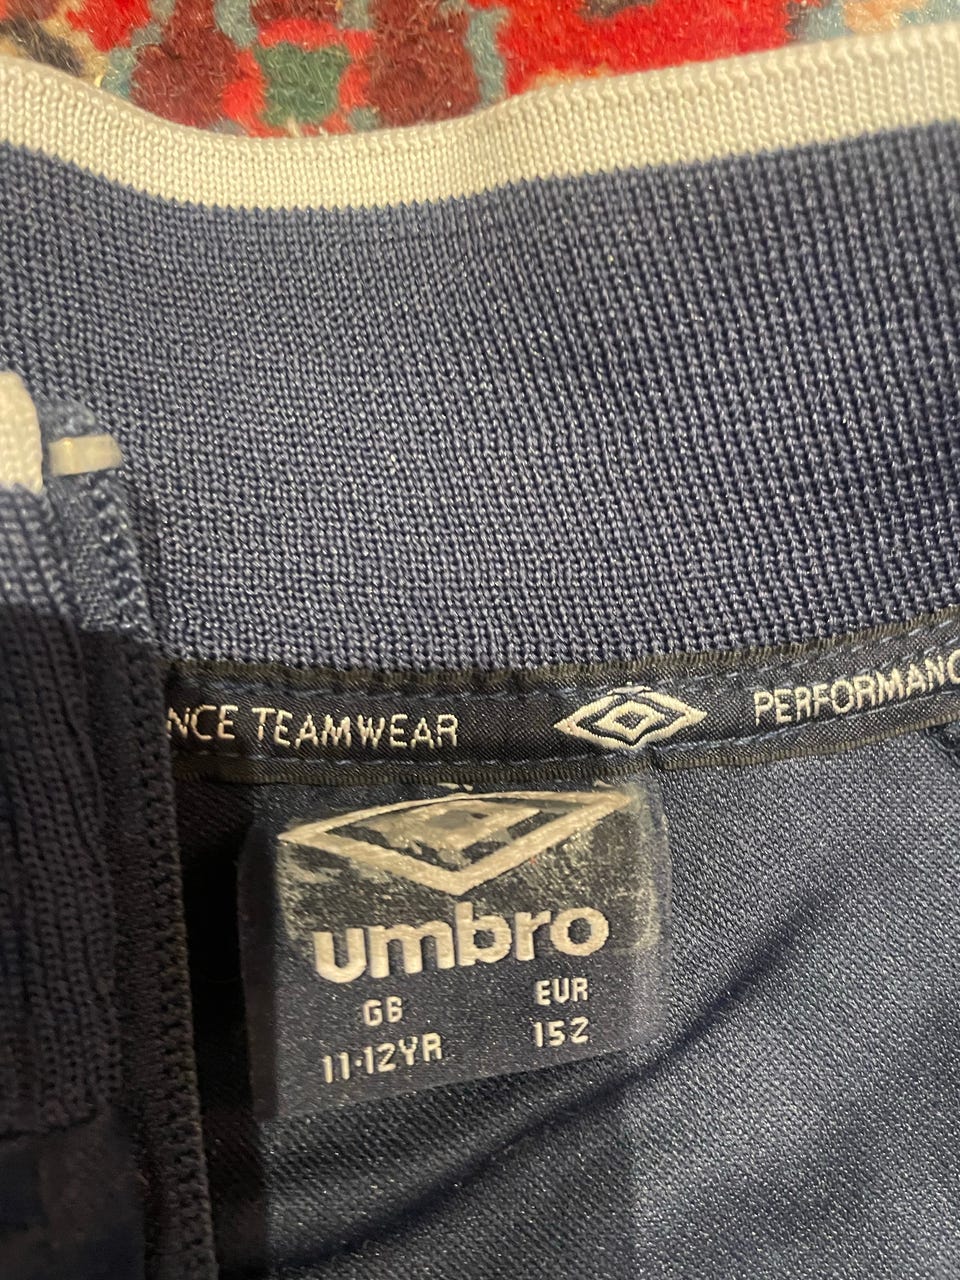 NCE TEAMWEAR PERFORMANC
umbro
GB EUR
11-12YR 152